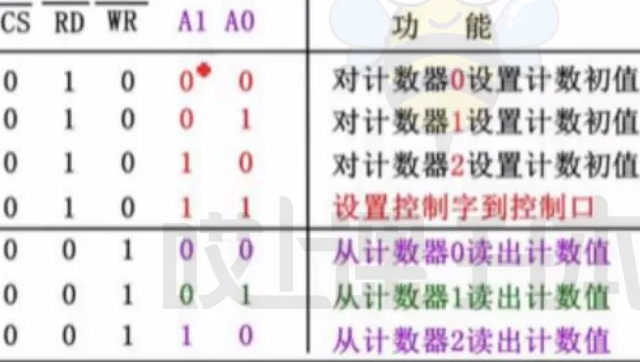 CS RD WR A1 A0 功 能
0 1 0 0 0 对计数器0设置计数初值
0 1 0 0 1 对计数器1设置计数初值
0 1 0 1 0 对计数器2设置计数初值
0 1 0 1 1 设置控制字到控制口
0 0 1 0 0 从计数器0读出计数值
0 0 1 0 1 从计数器1读出计数值
0 0 1 1 0 从计数器2读出计数值
哎上课升本